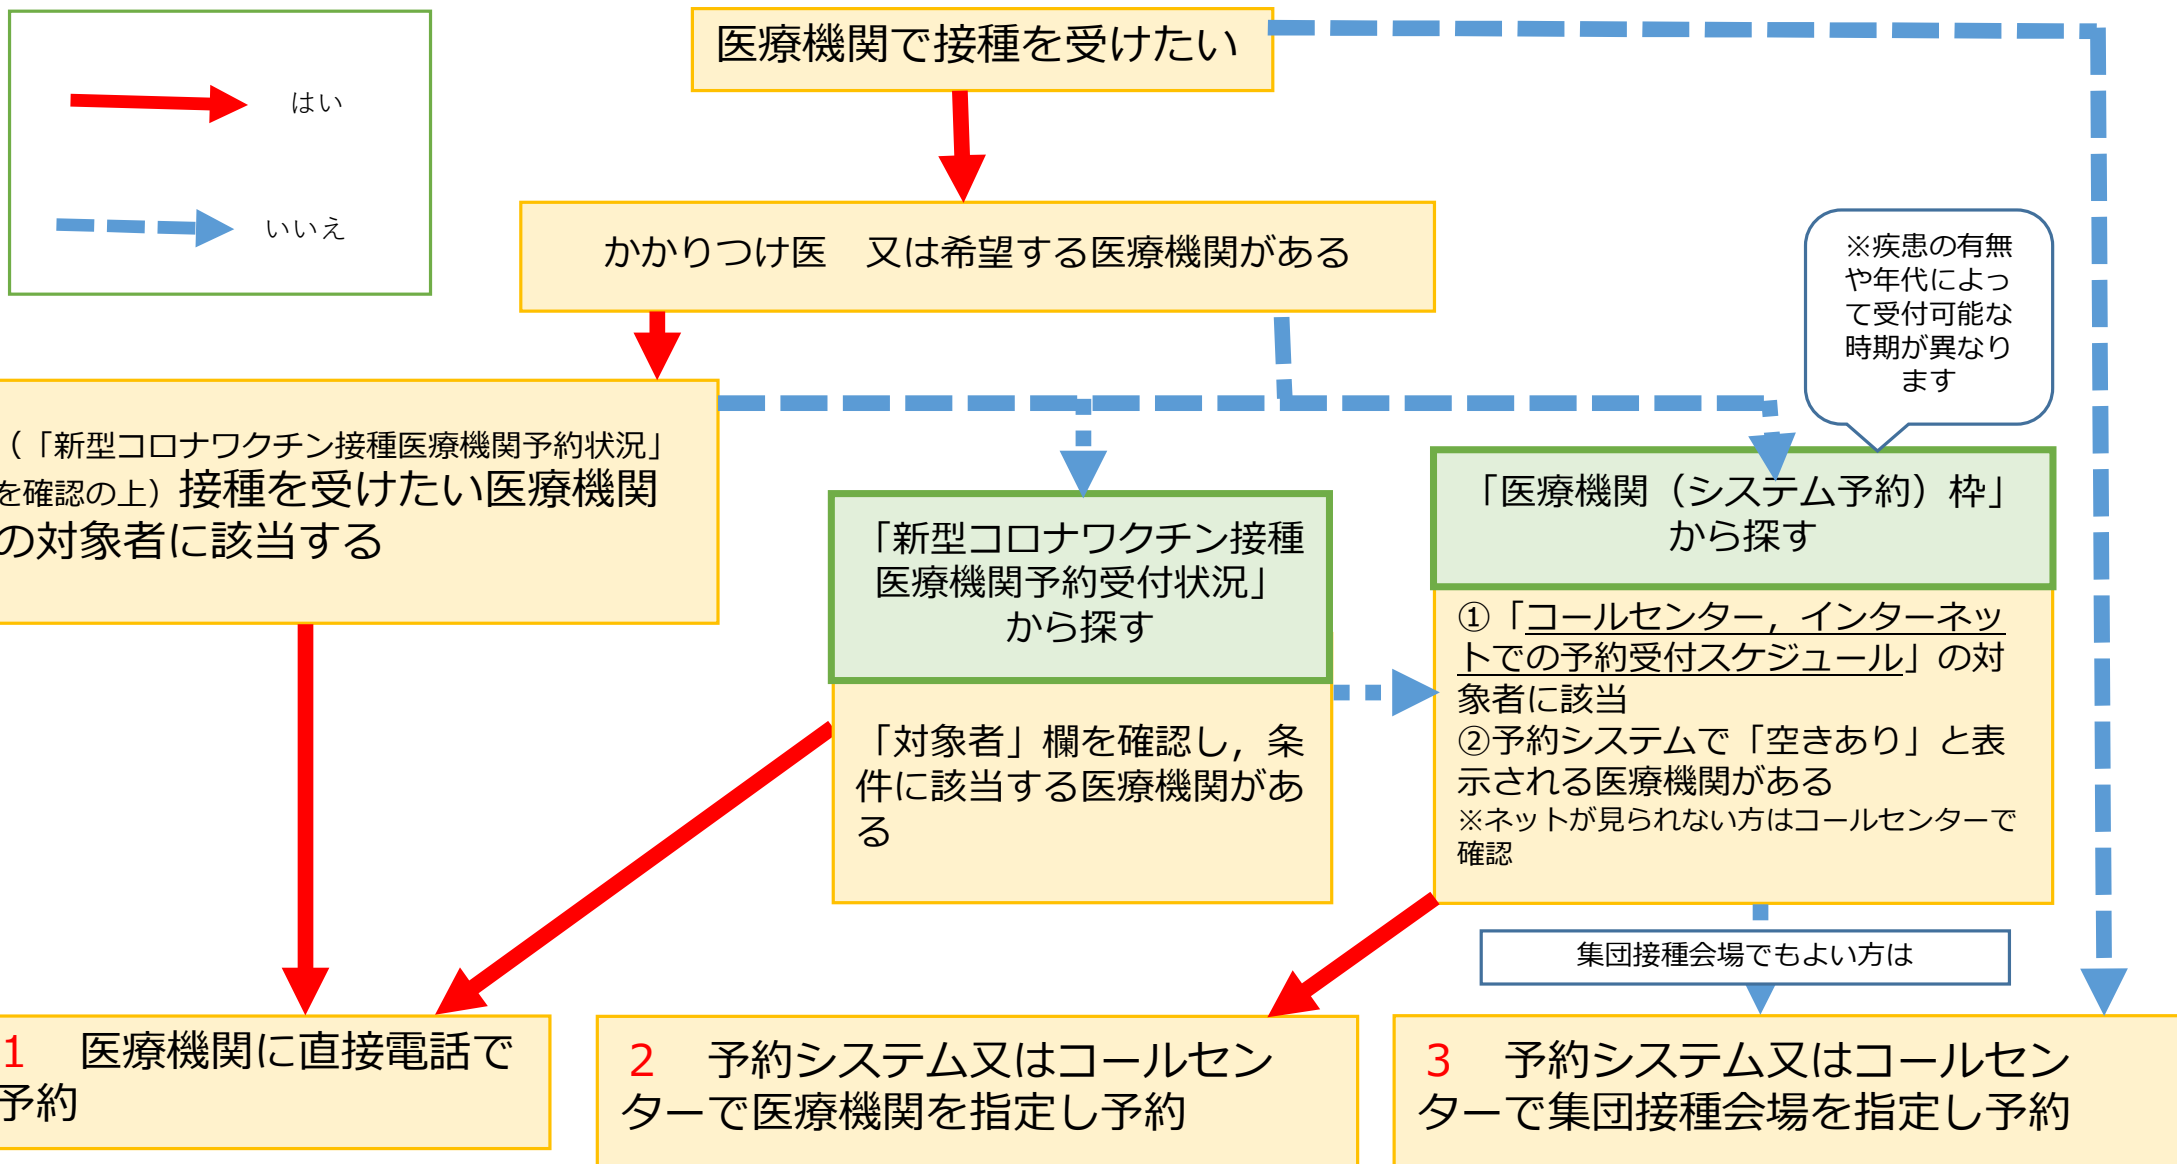 はい
いいえ
医療機関で接種を受けたい
かかりつけ医　又は希望する医療機関がある
※疾患の有無
や年代によっ
て受付可能な
時期が異なり
ます
（「新型コロナワクチン接種医療機関予約状況」
を確認の上）接種を受けたい医療機関
の対象者に該当する
「新型コロナワクチン接種
医療機関予約受付状況」
から探す
「対象者」欄を確認し，条
件に該当する医療機関があ
る
「医療機関（システム予約）枠」
から探す
①「コールセンター，インターネッ
トでの予約受付スケジュール」の対
象者に該当
②予約システムで「空きあり」と表
示される医療機関がある
※ネットが見られない方はコールセンターで
確認
集団接種会場でもよい方は
1　医療機関に直接電話で
予約
2　予約システム又はコールセン
ターで医療機関を指定し予約
3　予約システム又はコールセン
ターで集団接種会場を指定し予約